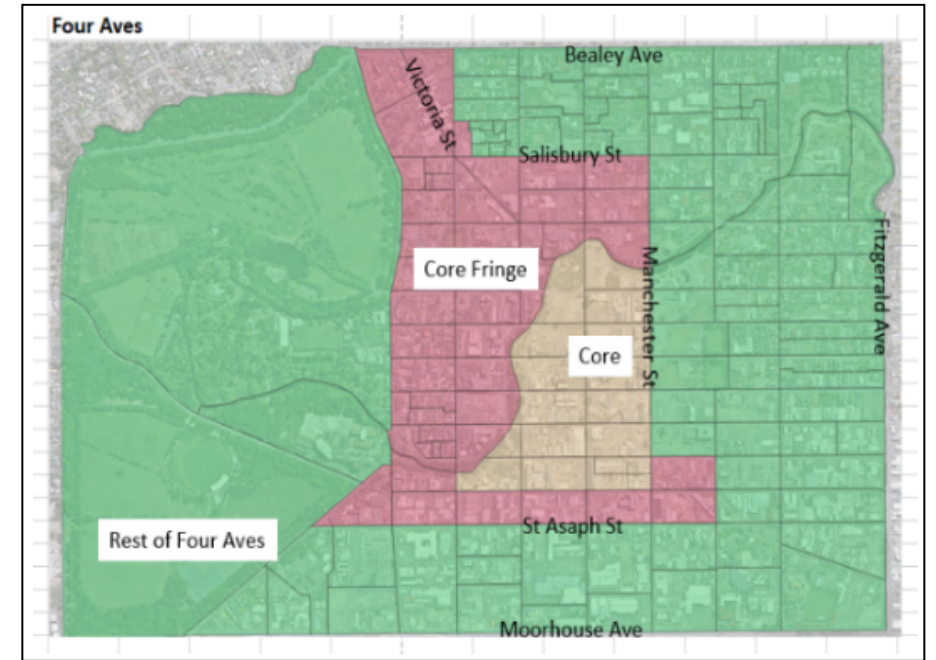 Four Aves
Bealey Ave
Victoria St
Salisbury St
Fitzgerald Ave
Core Fringe
Manchester St
Core
St Asaph St
Rest of Four Aves
Moorhouse Ave